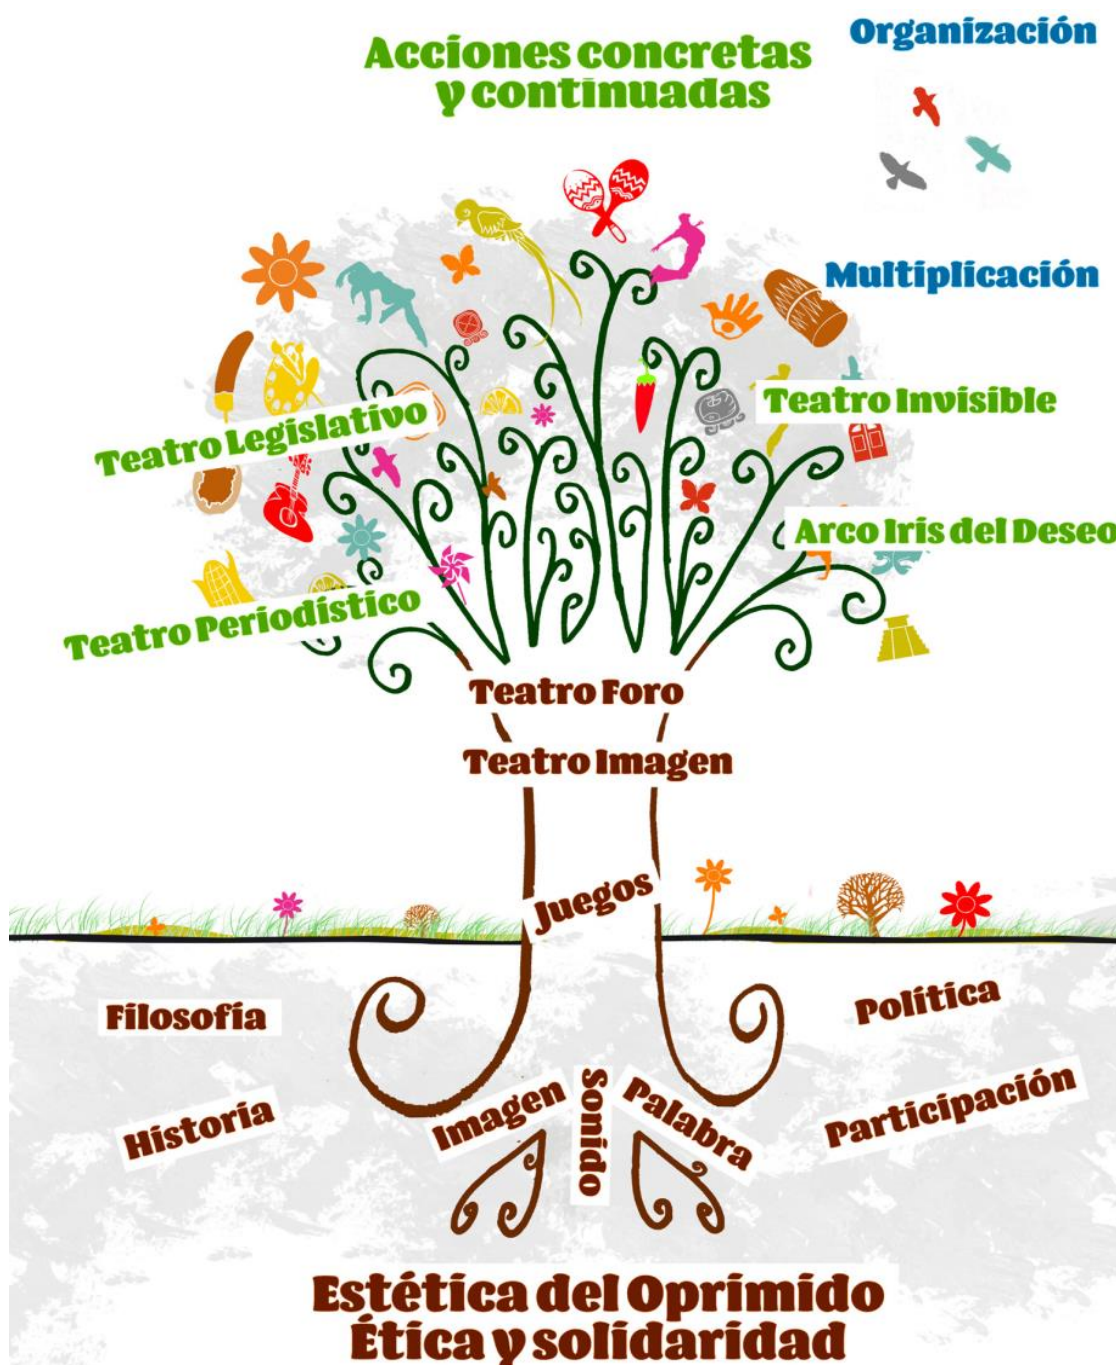 Organización
Acciones concretas
y continuadas
Multiplicación
Teatro Invisible
Teatro Legislativo
Arco Iris del Deseo
Teatro Periodístico
Teatro Foro
Teatro Imagen
Juegos
Filosofía
Política
Historia
Imagen
Sonido
Palabra
Participación
Estética del Oprimido
Ética y solidaridad